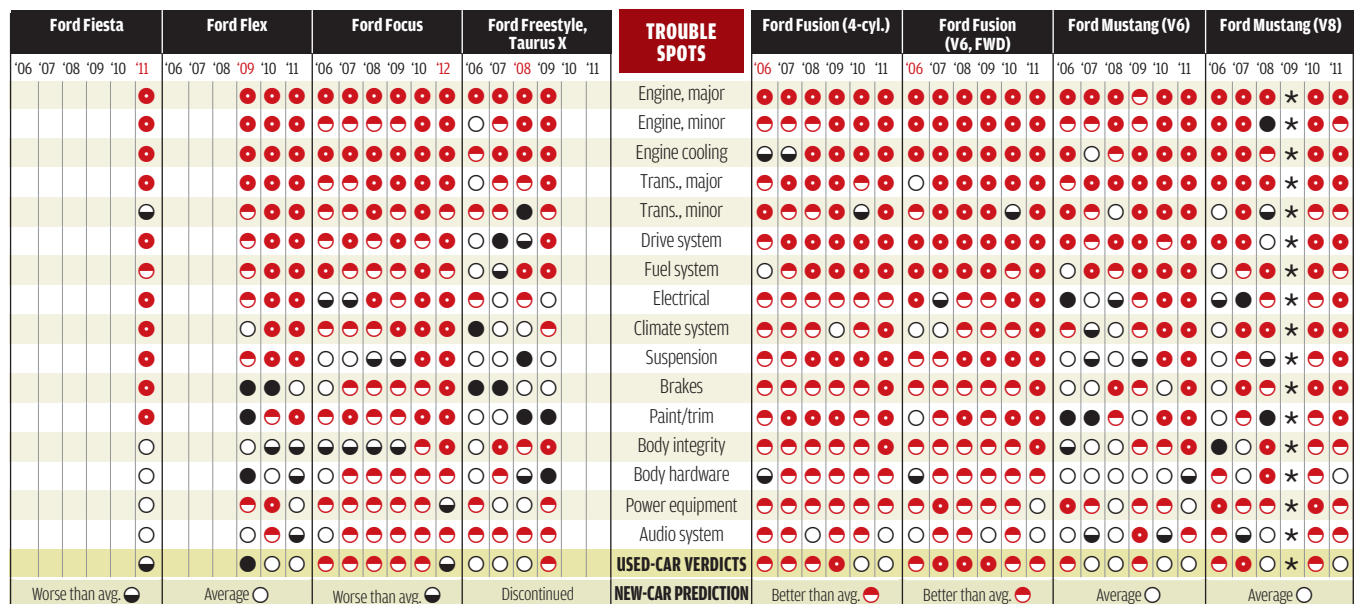 Ford Fiesta
Ford Flex
Ford Focus
Ford Freestyle,
Taurus X
TROUBLE
SPOTS
Ford Fusion (4-cyl.)
Ford Fusion
(V6, FWD)
Ford Mustang (V6)
Ford Mustang (V8)
'06 '07 '08 '09 '10 '11 '06 '07 '08 '09 '10 '11 '06 '07 '08 '09 '10 '12 '06 '07 '08 '09 '10 '11 '06 '07 '08 '09 '10 '11 '06 '07 '08 '09 '10 '11 '06 '07 '08 '09 '10 '11 '06 '07 '08 '09 '10 '11
Engine, major
Engine, minor
Engine cooling
Trans., major
Trans., minor
Drive system
Fuel system
Electrical
Climate system
Suspension
Brakes
Paint/trim
Body integrity
Body hardware
Power equipment
Audio system
USED-CAR VERDICTS
Worse than avg. Average Worse than avg. Discontinued NEW-CAR PREDICTION Better than avg. Better than avg. Average Average